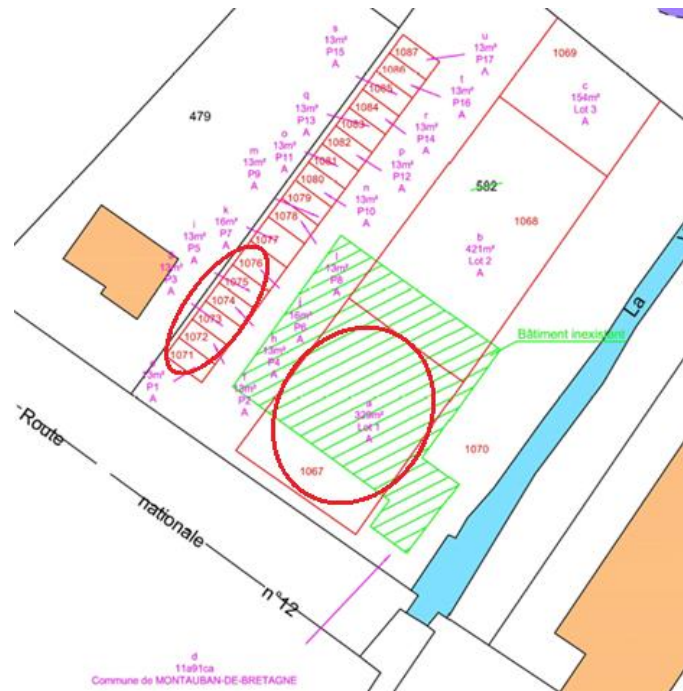 s
13m²
P15
A
u
13m²
P17
A
1087
1086
1085
1084
1083
1082
1081
1080
1079
1078
1077
1076
1075
1074
1073
1072
1071
t
13m²
P16
A
q
13m²
P13
A
r
13m²
P14
A
o
13m²
P11
A
p
13m²
P12
A
m
13m²
P9
A
n
13m²
P10
A
k
16m²
P7
A
i
13m²
P5
A
13m²
P3
A
l
13m²
P8
A
j
16m²
P6
A
h
13m²
P4
A
f
13m²
P2
A
13m²
P1
A
479
1069
c
154m²
Lot 3
A
582
1068
b
421m²
Lot 2
A
La
Bâtiment inexistent
a
329m²
Lot 1
A
1067
1070
Route
nationale
n°12
d
11a91ca
Commune de MONTAUBAN-DE-BRETAGNE